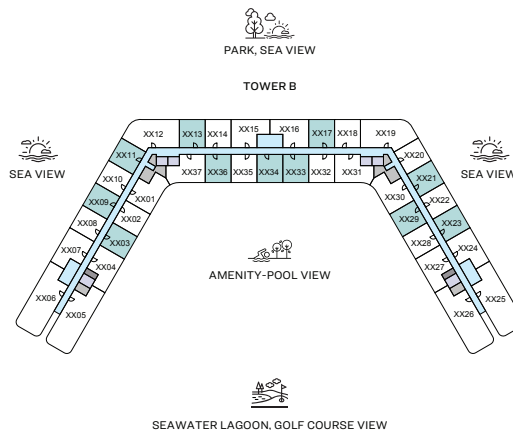 PARK, SEA VIEW
TOWER B
XX12
XX13
XX14
XX15
XX16
XX17
XX18
XX19
XX11
XX37
XX36
XX35
XX34
XX33
XX32
XX31
XX20
SEA VIEW
SEA VIEW
XX10
XX01
XX30
XX21
XX09
XX02
XX29
XX22
XX08
XX03
XX28
XX23
XX07
XX04
XX27
XX24
AMENITY-POOL VIEW
XX06
XX05
XX26
XX25
SEAWATER LAGOON, GOLF COURSE VIEW